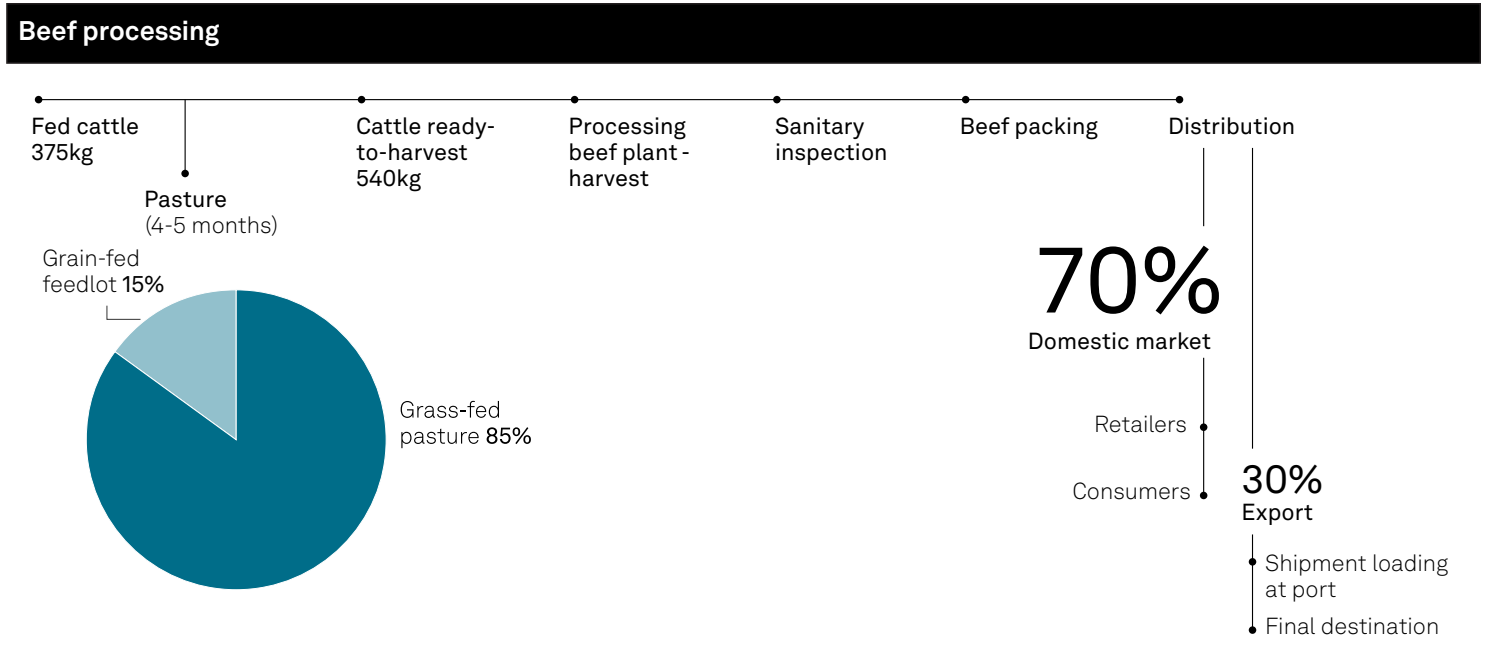 Beef processing
Fed cattle
375kg
Pasture
(4-5 months)
Cattle ready-
to-harvest
540kg
Processing
beef plant -
harvest
Sanitary
inspection
Beef packing
Distribution
Grain-fed
feedlot 15%
Grass-fed
pasture 85%
70%
Domestic market
Retailers
Consumers
30%
Export
Shipment loading
at port
Final destination